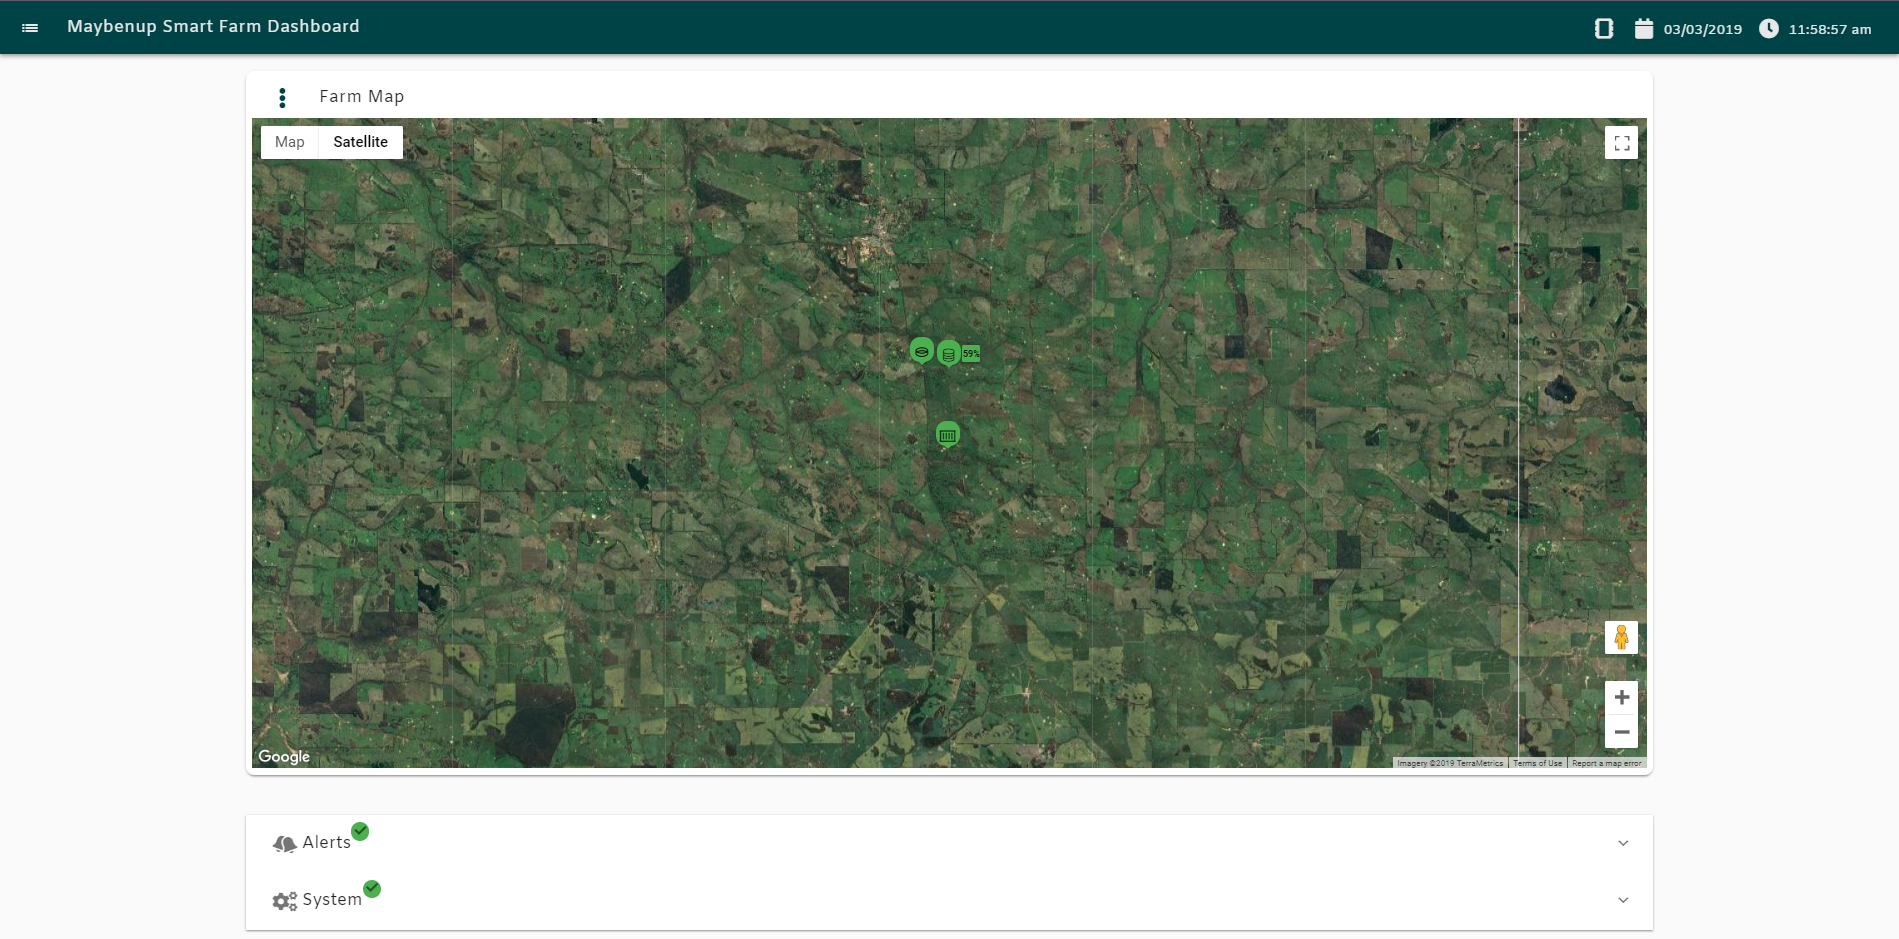 Maybenup Smart Farm Dashboard
03/03/2019
11:58:57 am
Farm Map
Map
Satellite
59%
Google
Imagery ©2019 TerraMetrics
Terms of Use
Report a map error
Alerts
System